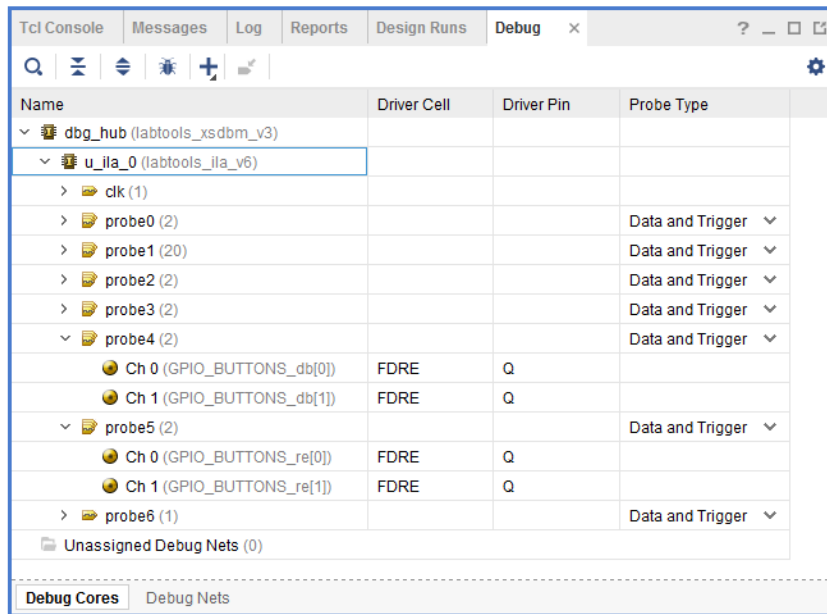 Tcl Console Messages Log Reports Design Runs Debug × ? _
Name Driver Cell Driver Pin Probe Type
dbg_hub (labtools_xsdbm_v3)
u_ila_0 (labtools_ila_v6)
clk (1)
probe0 (2) Data and Trigger
probe1 (20) Data and Trigger
probe2 (2) Data and Trigger
probe3 (2) Data and Trigger
probe4 (2) Data and Trigger
Ch 0 (GPIO_BUTTONS_db[0]) FDRE Q
Ch 1 (GPIO_BUTTONS_db[1]) FDRE Q
probe5 (2) Data and Trigger
Ch 0 (GPIO_BUTTONS_re[0]) FDRE Q
Ch 1 (GPIO_BUTTONS_re[1]) FDRE Q
probe6 (1) Data and Trigger
Unassigned Debug Nets (0)
Debug Cores Debug Nets